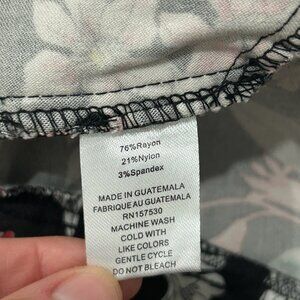 76%Rayon
21%Nylon
3%Spandex
MADE IN GUATEMALA
FABRIQUE AU GUATEMALA
RN157530
MACHINE WASH
COLD WITH
LIKE COLORS
GENTLE CYCLE
DO NOT BLEACH